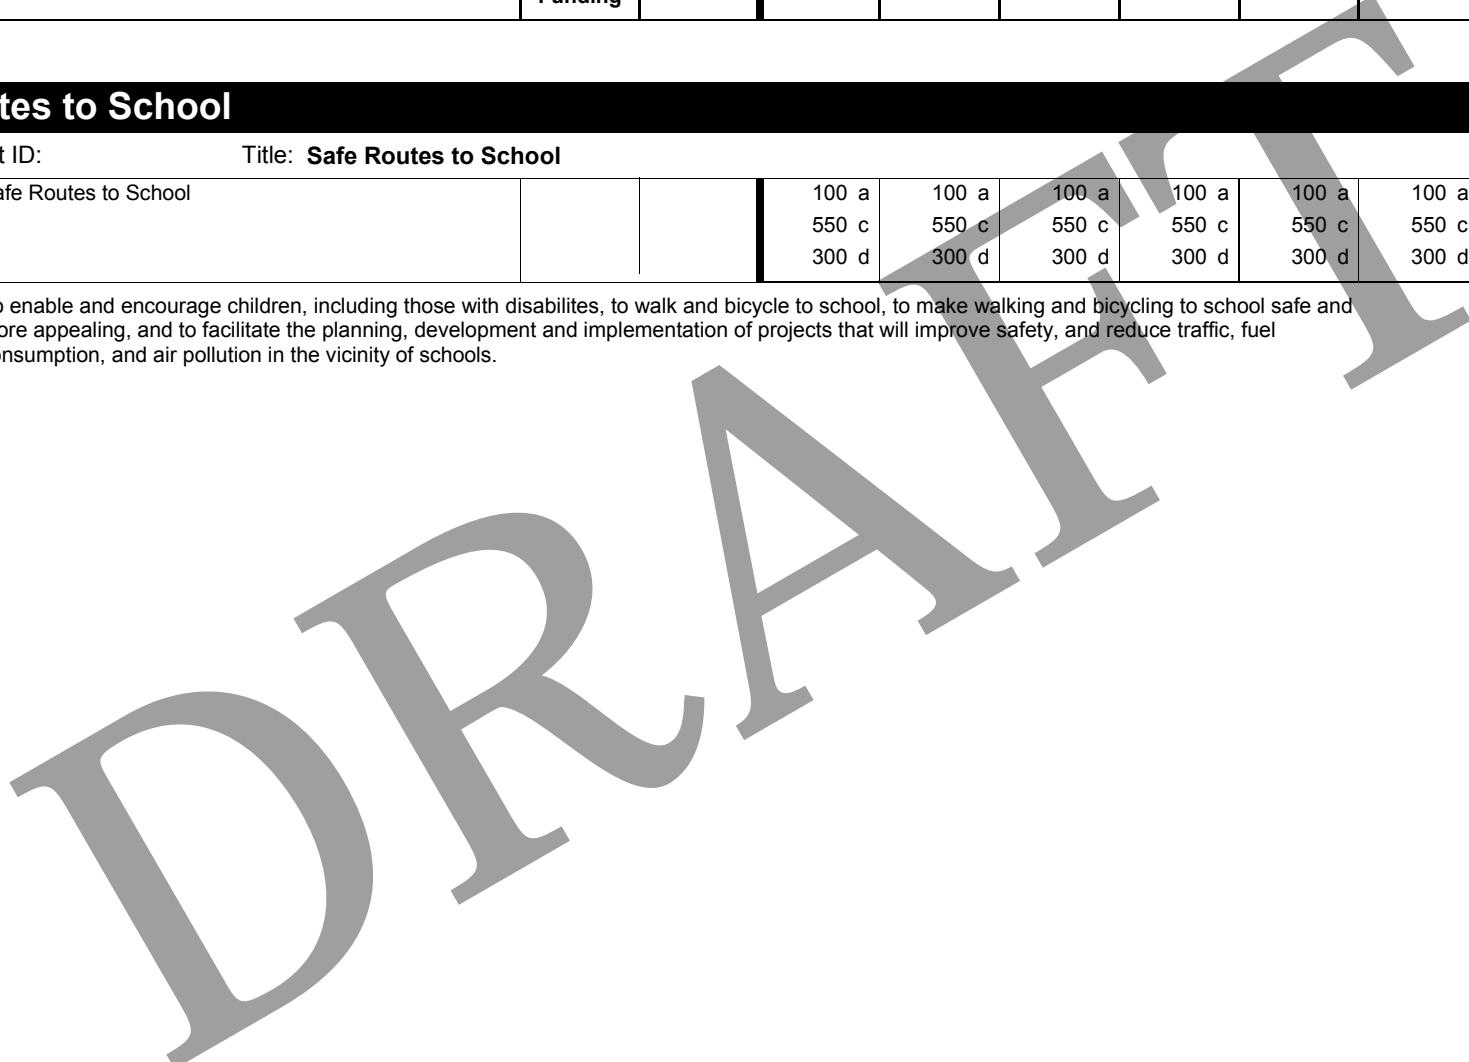 Funding
tes to School
t ID: Title: Safe Routes to School
afe Routes to School 100 a 100 a 100 a 100 a 100 a 100 a
550 c 550 c 550 c 550 c 550 c 550 c
300 d 300 d 300 d 300 d 300 d 300 d
o enable and encourage children, including those with disabilites, to walk and bicycle to school, to make walking and bicycling to school safe and
ore appealing, and to facilitate the planning, development and implementation of projects that will improve safety, and reduce traffic, fuel
onsumption, and air pollution in the vicinity of schools.
DRAFT